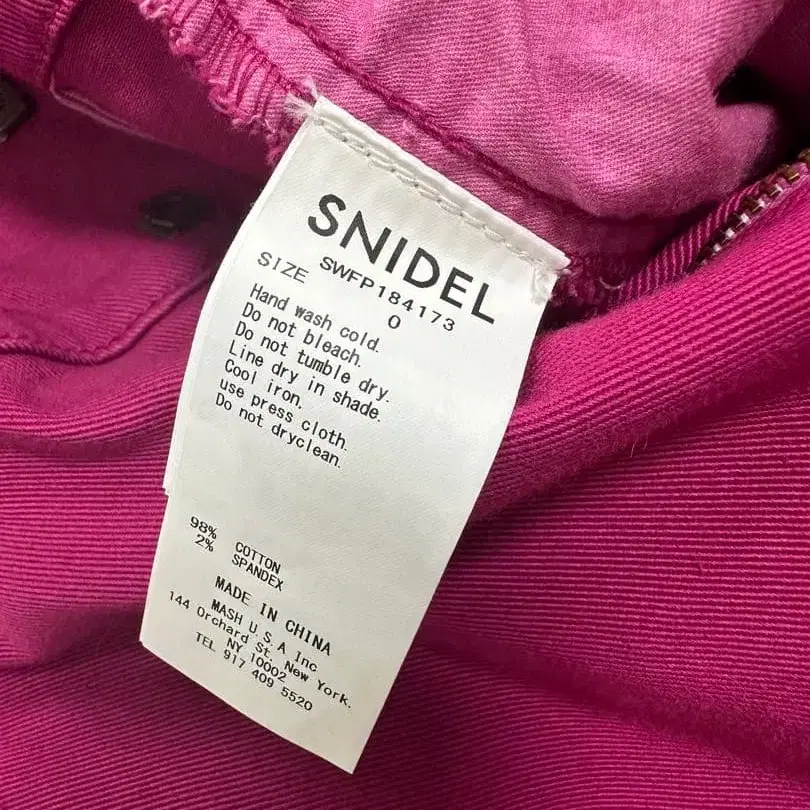 SNIDEL
SWFP184173
SIZE 0
Hand wash cold.
Do not bleach.
Do not tumble dry.
Line dry in shade.
Cool iron.
use press cloth.
Do not dryclean.
98% COTTON
2% SPANDEX
MADE IN CHINA
MASH U.S.A Inc
144 Orchard St. New York.
NY 10002
TEL 917 409 5520